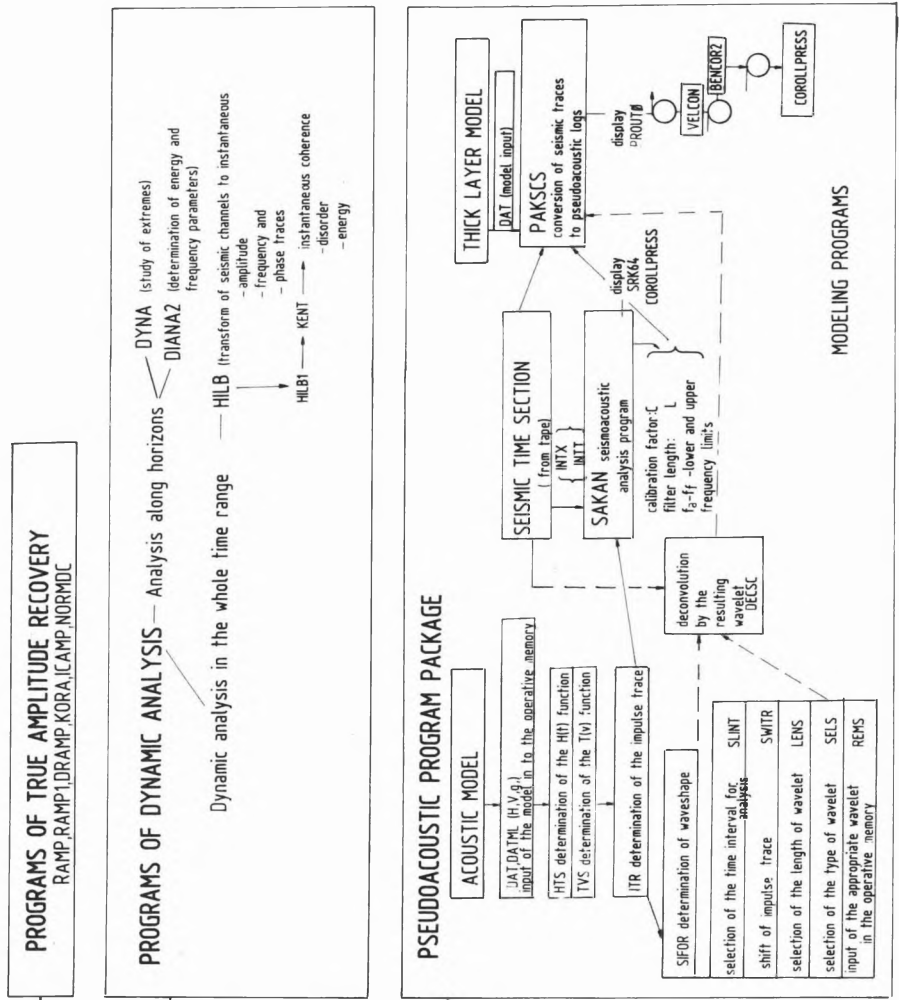 PROGRAMS OF TRUE AMPLITUDE RECOVERY
RAMP,RAMP1,DRAMP,KORA,ICAMP,NORMDC
PROGRAMS OF DYNAMIC ANALYSIS
Analysis along horizons
DYNA (study of extremes)
DIANA2 (determination of energy and
frequency parameters)
Dynamic analysis in the whole time range
HILB (transform of seismic channels to instantaneous
-amplitude
-frequency and
-phase traces
HILB1
KENT
instantaneous coherence
-disorder
-energy
PSEUDOACOUSTIC PROGRAM PACKAGE
ACOUSTIC MODEL
DAT,DATML (H,V,g,)
input of the model in to the operative memory
HTS determination of the H(t) function
TVS determination of the T(v) function
ITR determination of the impulse trace
SIFOR determination of waveshape
selection of the time interval for SLINT
analysis
shift of impulse trace SWITR
selection of the length of wavelet LENS
selection of the type of wavelet SELS
input of the appropriate wavelet REMS
in the operative memory
deconvolution
by the
resulting
wavelet
DECSC
SEISMIC TIME SECTION
(from tape)
{ INTX }
{ INTT }
SAKAN seismoacoustic
analysis program
calibration factor:C
filter length: L
fa-ff -lower and upper
frequency limits
display
SRK64
COROLLPRESS
THICK LAYER MODEL
DAT (model input)
PAKSCS
conversion of seismic traces
to pseudoacoustic logs
display
PROUTØ
VELCON
BENCOR2
COROLLPRESS
MODELING PROGRAMS